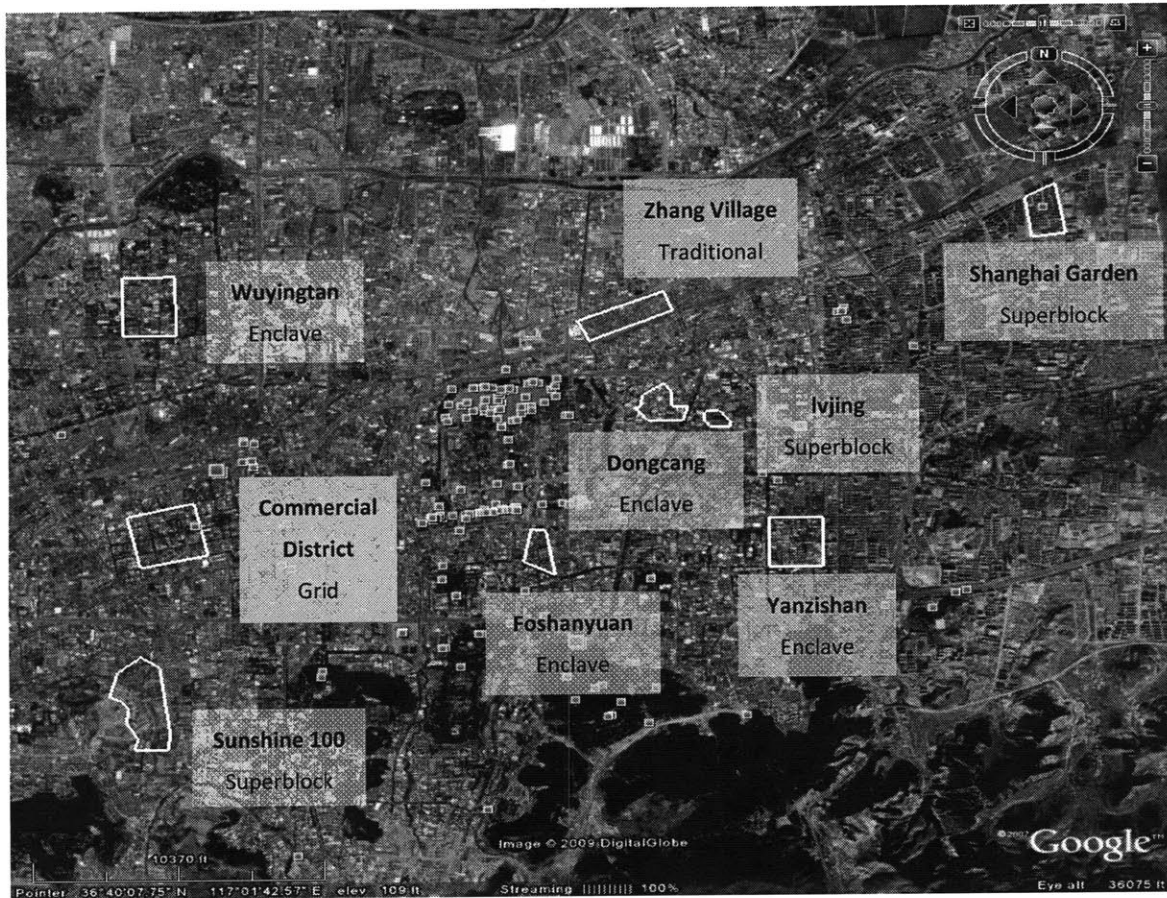 N
Zhang Village
Traditional
Shanghai Garden
Superblock
Wuyingtan
Enclave
lvjing
Superblock
Dongcang
Enclave
Commercial
District
Grid
Foshanyuan
Enclave
Yanzishan
Enclave
Sunshine 100
Superblock
Image © 2009 DigitalGlobe
©2007 Google
10370 ft
Pointer 36°40'07.75" N 117°01'42.57" E elev 109 ft Streaming 100% Eye alt 36075 ft